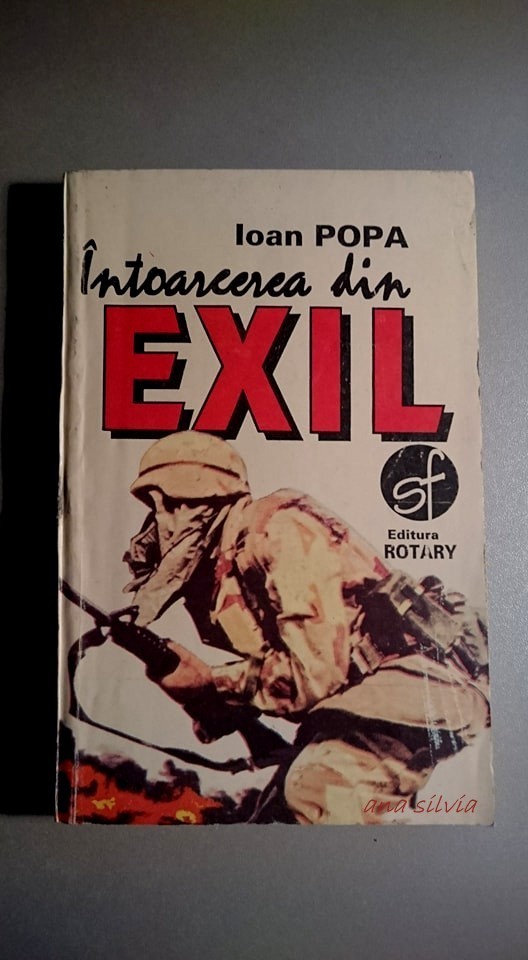 Ioan POPA
Întoarcerea din
EXIL
sf
Editura
ROTARY
ana silvia